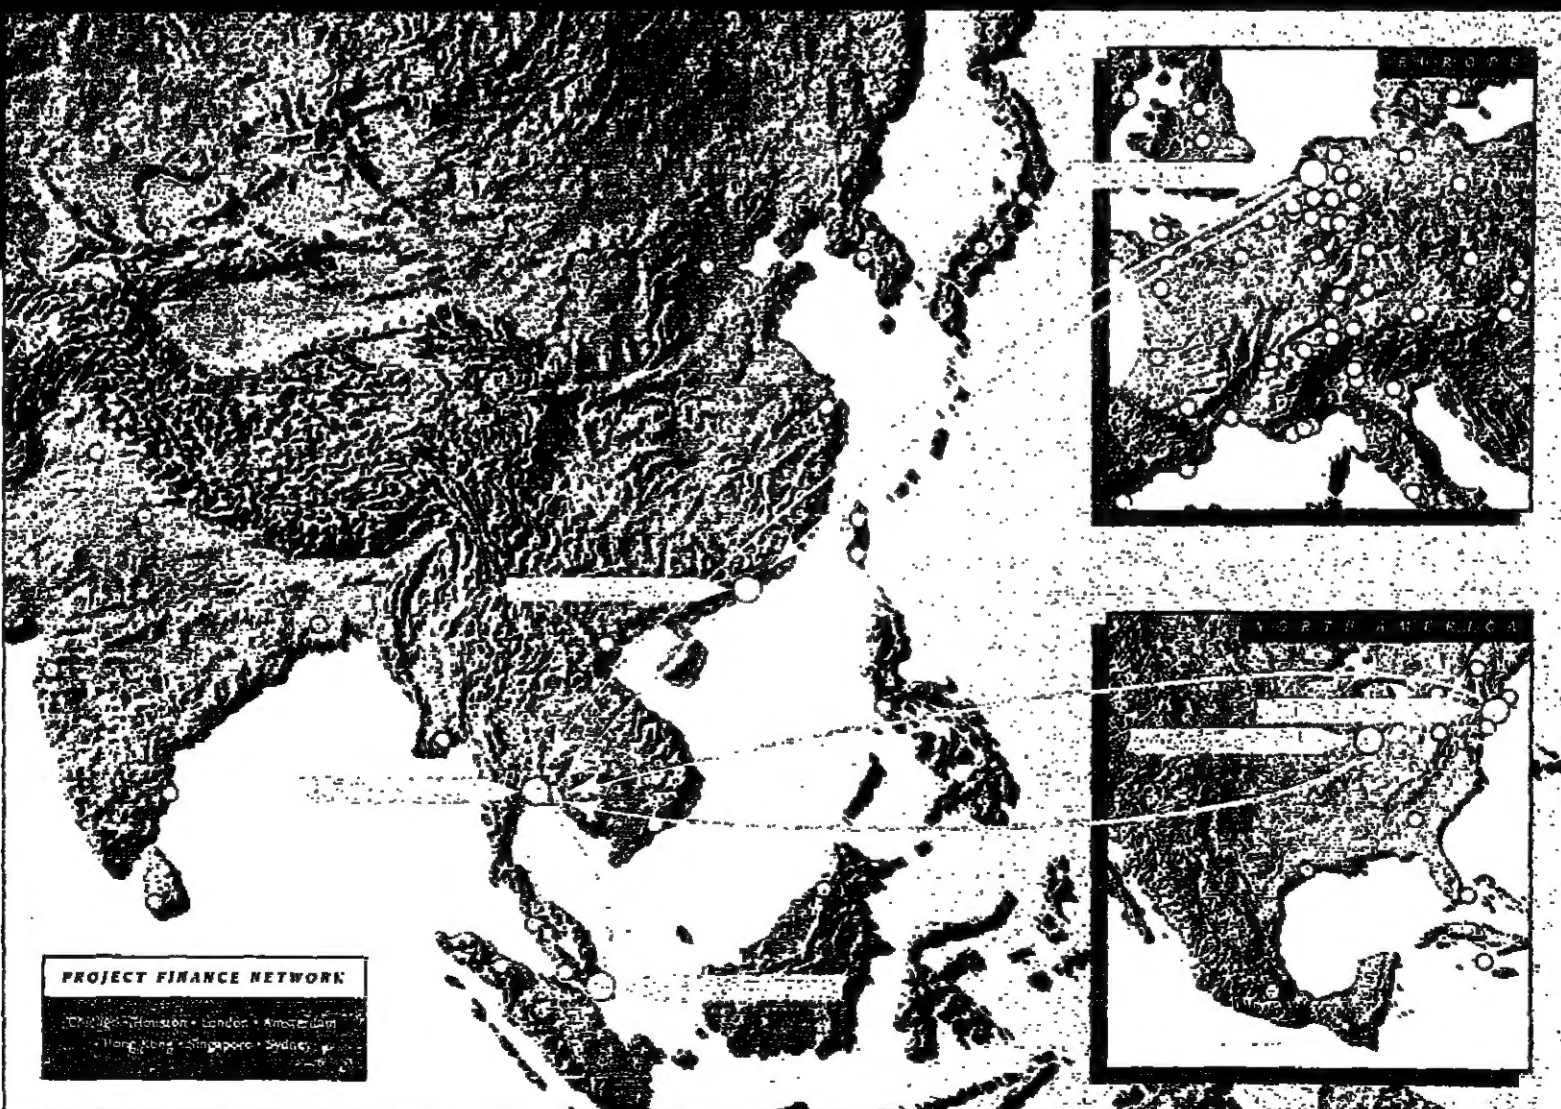 EUROPE
NORTH AMERICA
PROJECT FINANCE NETWORK
Chicago • Houston • London • Amsterdam
Hong Kong • Singapore • Sydney